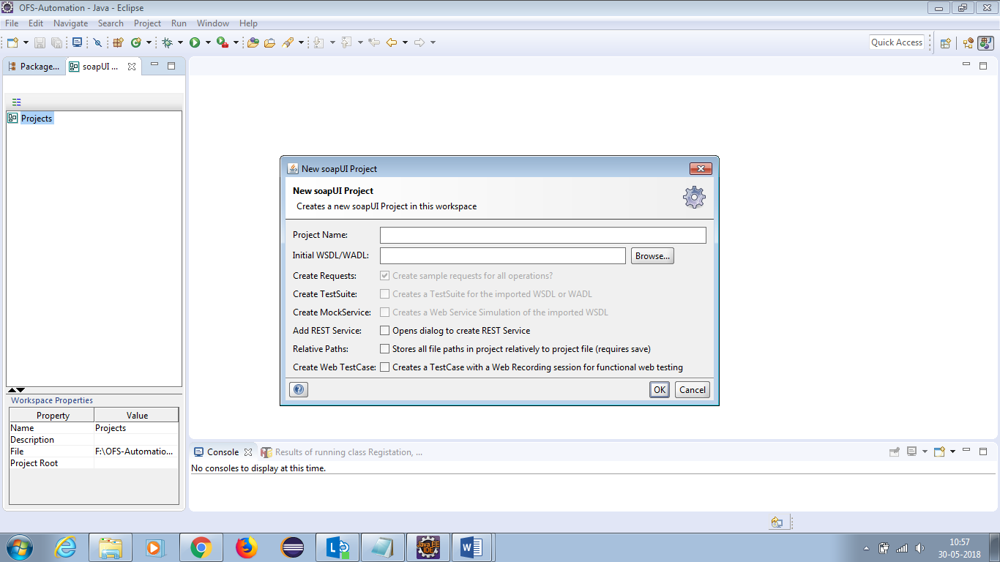 OFS-Automation - Java - Eclipse
File Edit Navigate Search Project Run Window Help
Quick Access
Package...
soapUI ...
Projects
New soapUI Project
New soapUI Project
Creates a new soapUI Project in this workspace
Project Name:
Initial WSDL/WADL:
Browse...
Create Requests: Create sample requests for all operations?
Create TestSuite: Creates a TestSuite for the imported WSDL or WADL
Create MockService: Creates a Web Service Simulation of the imported WSDL
Add REST Service: Opens dialog to create REST Service
Relative Paths: Stores all file paths in project relatively to project file (requires save)
Create Web TestCase: Creates a TestCase with a Web Recording session for functional web testing
OK Cancel
Workspace Properties
Property Value
Name Projects
Description
File F:\OFS-Automatio...
Project Root
Console Results of running class Registation, ...
No consoles to display at this time.
Java EE
IDE
10:57
30-05-2018